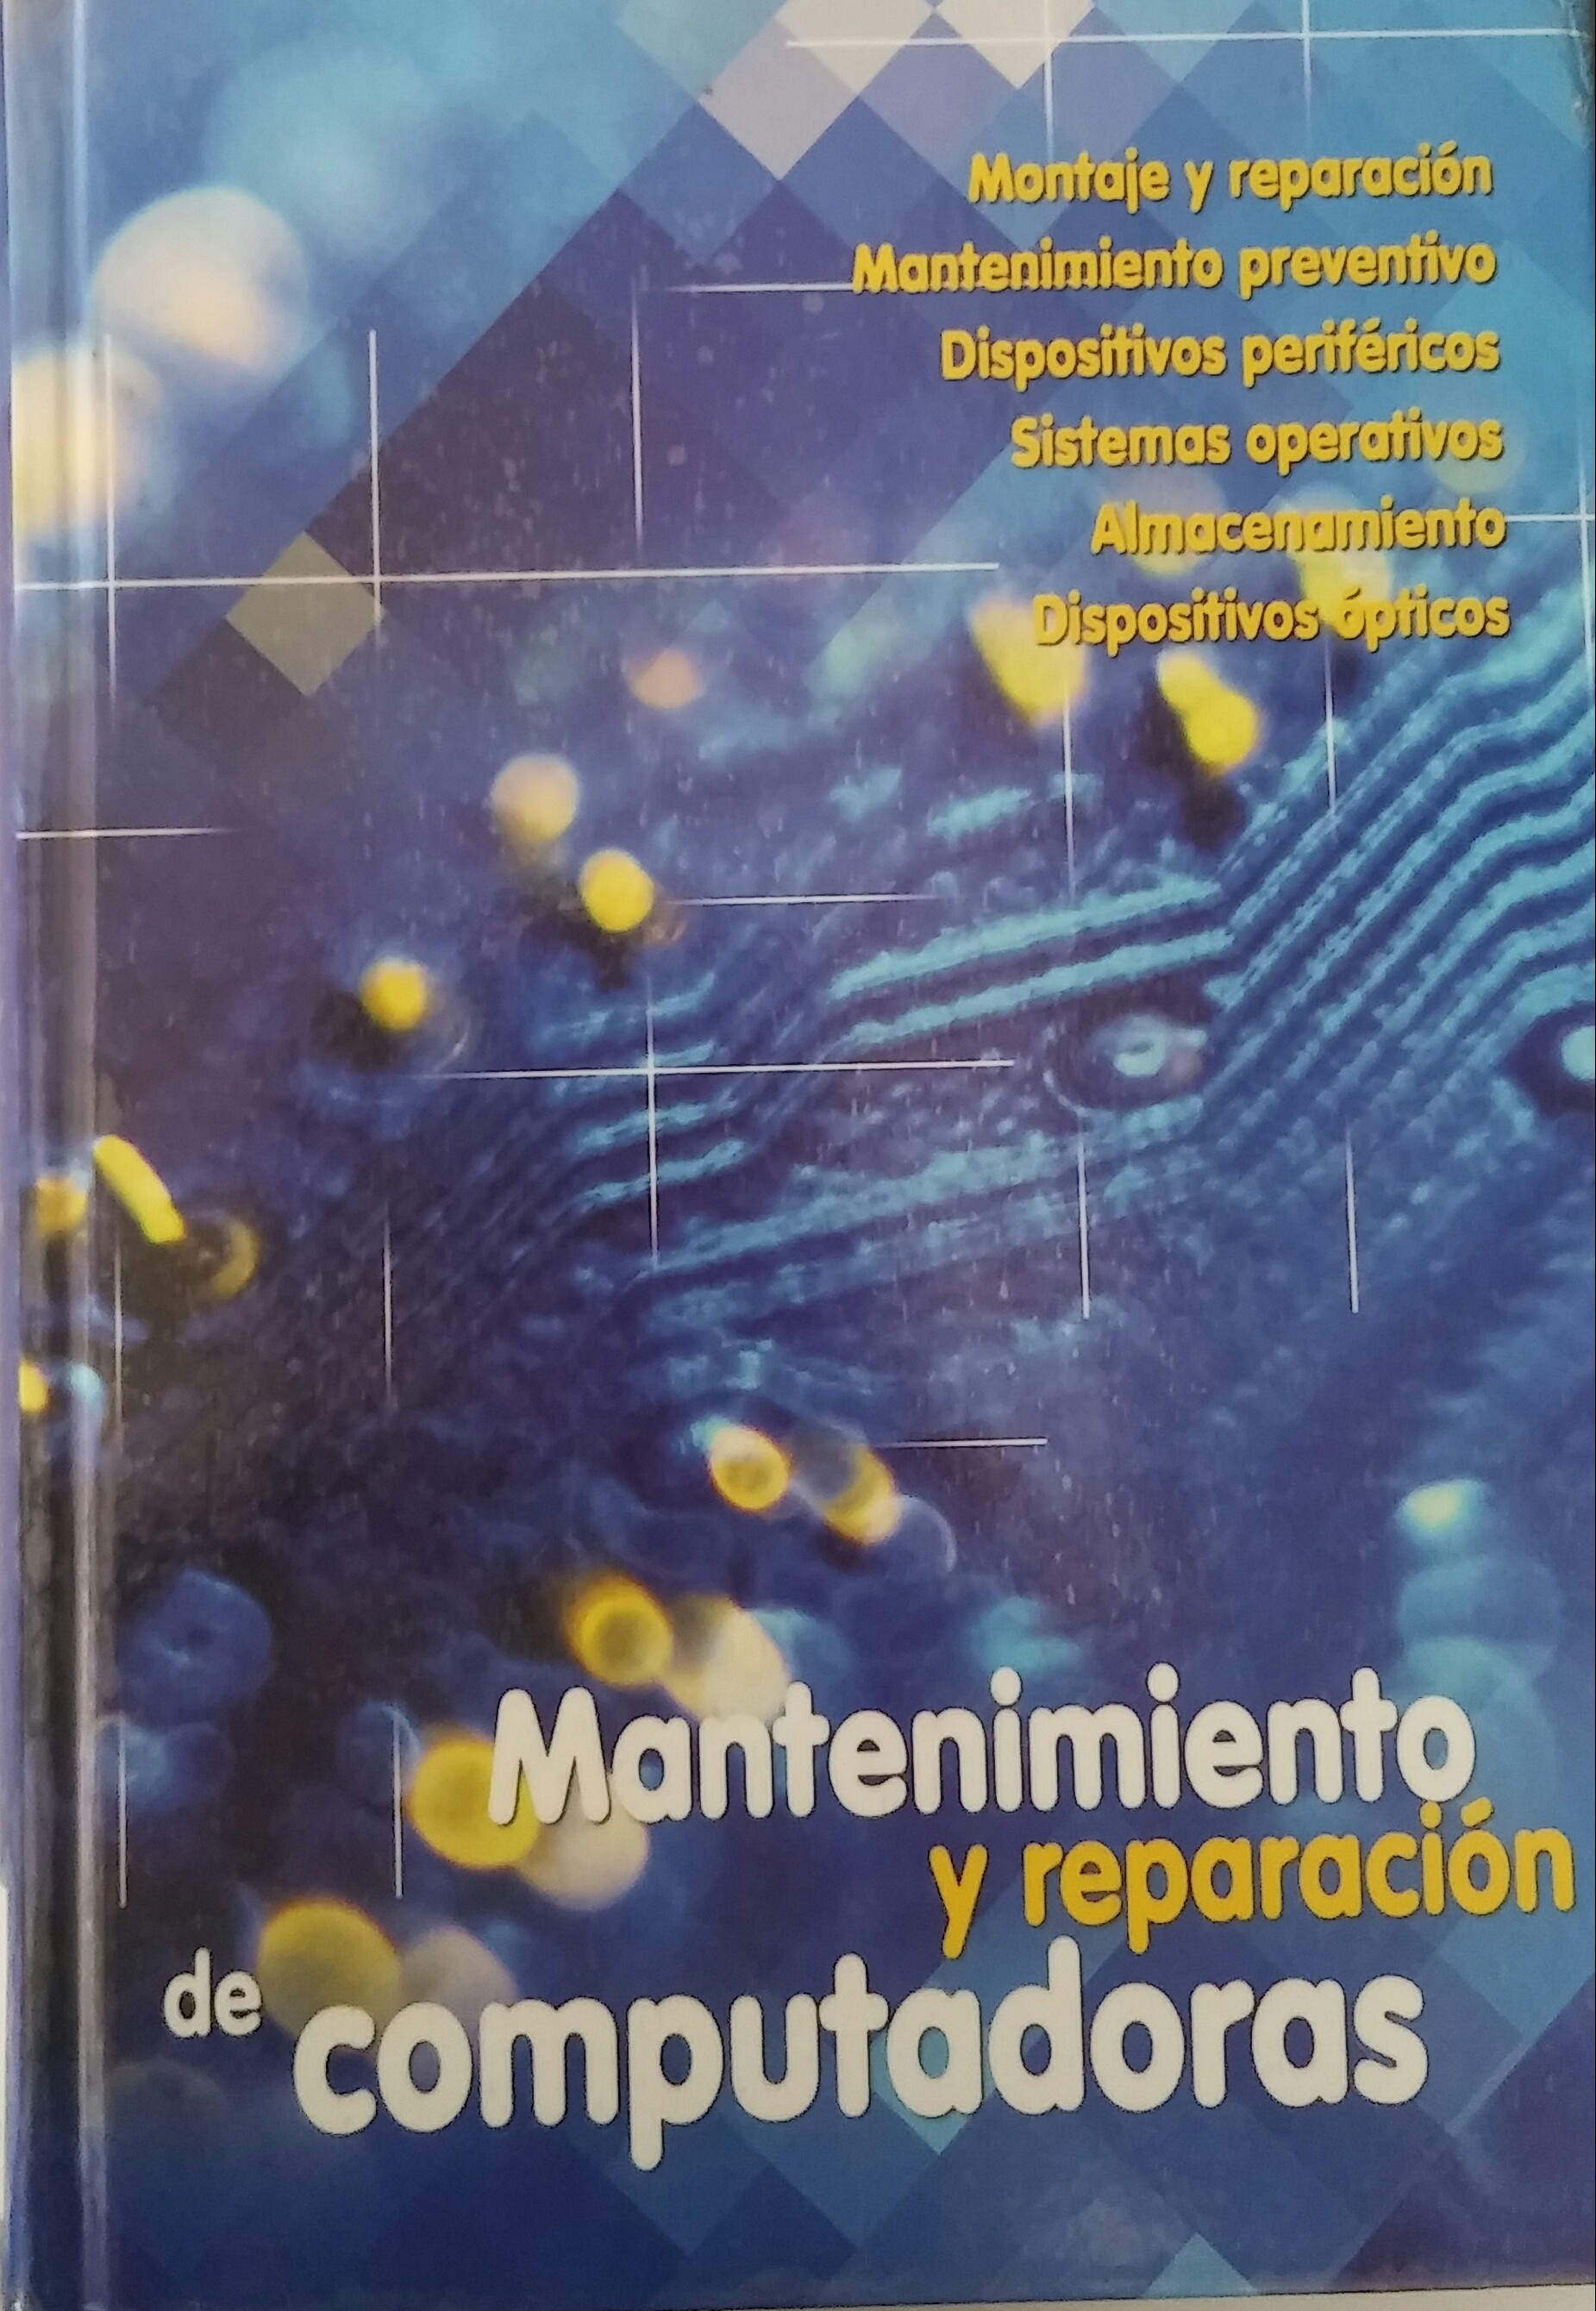 Montaje y reparación
Mantenimiento preventivo
Dispositivos periféricos
Sistemas operativos
Almacenamiento
Dispositivos ópticos
Mantenimiento
y reparación
de computadoras